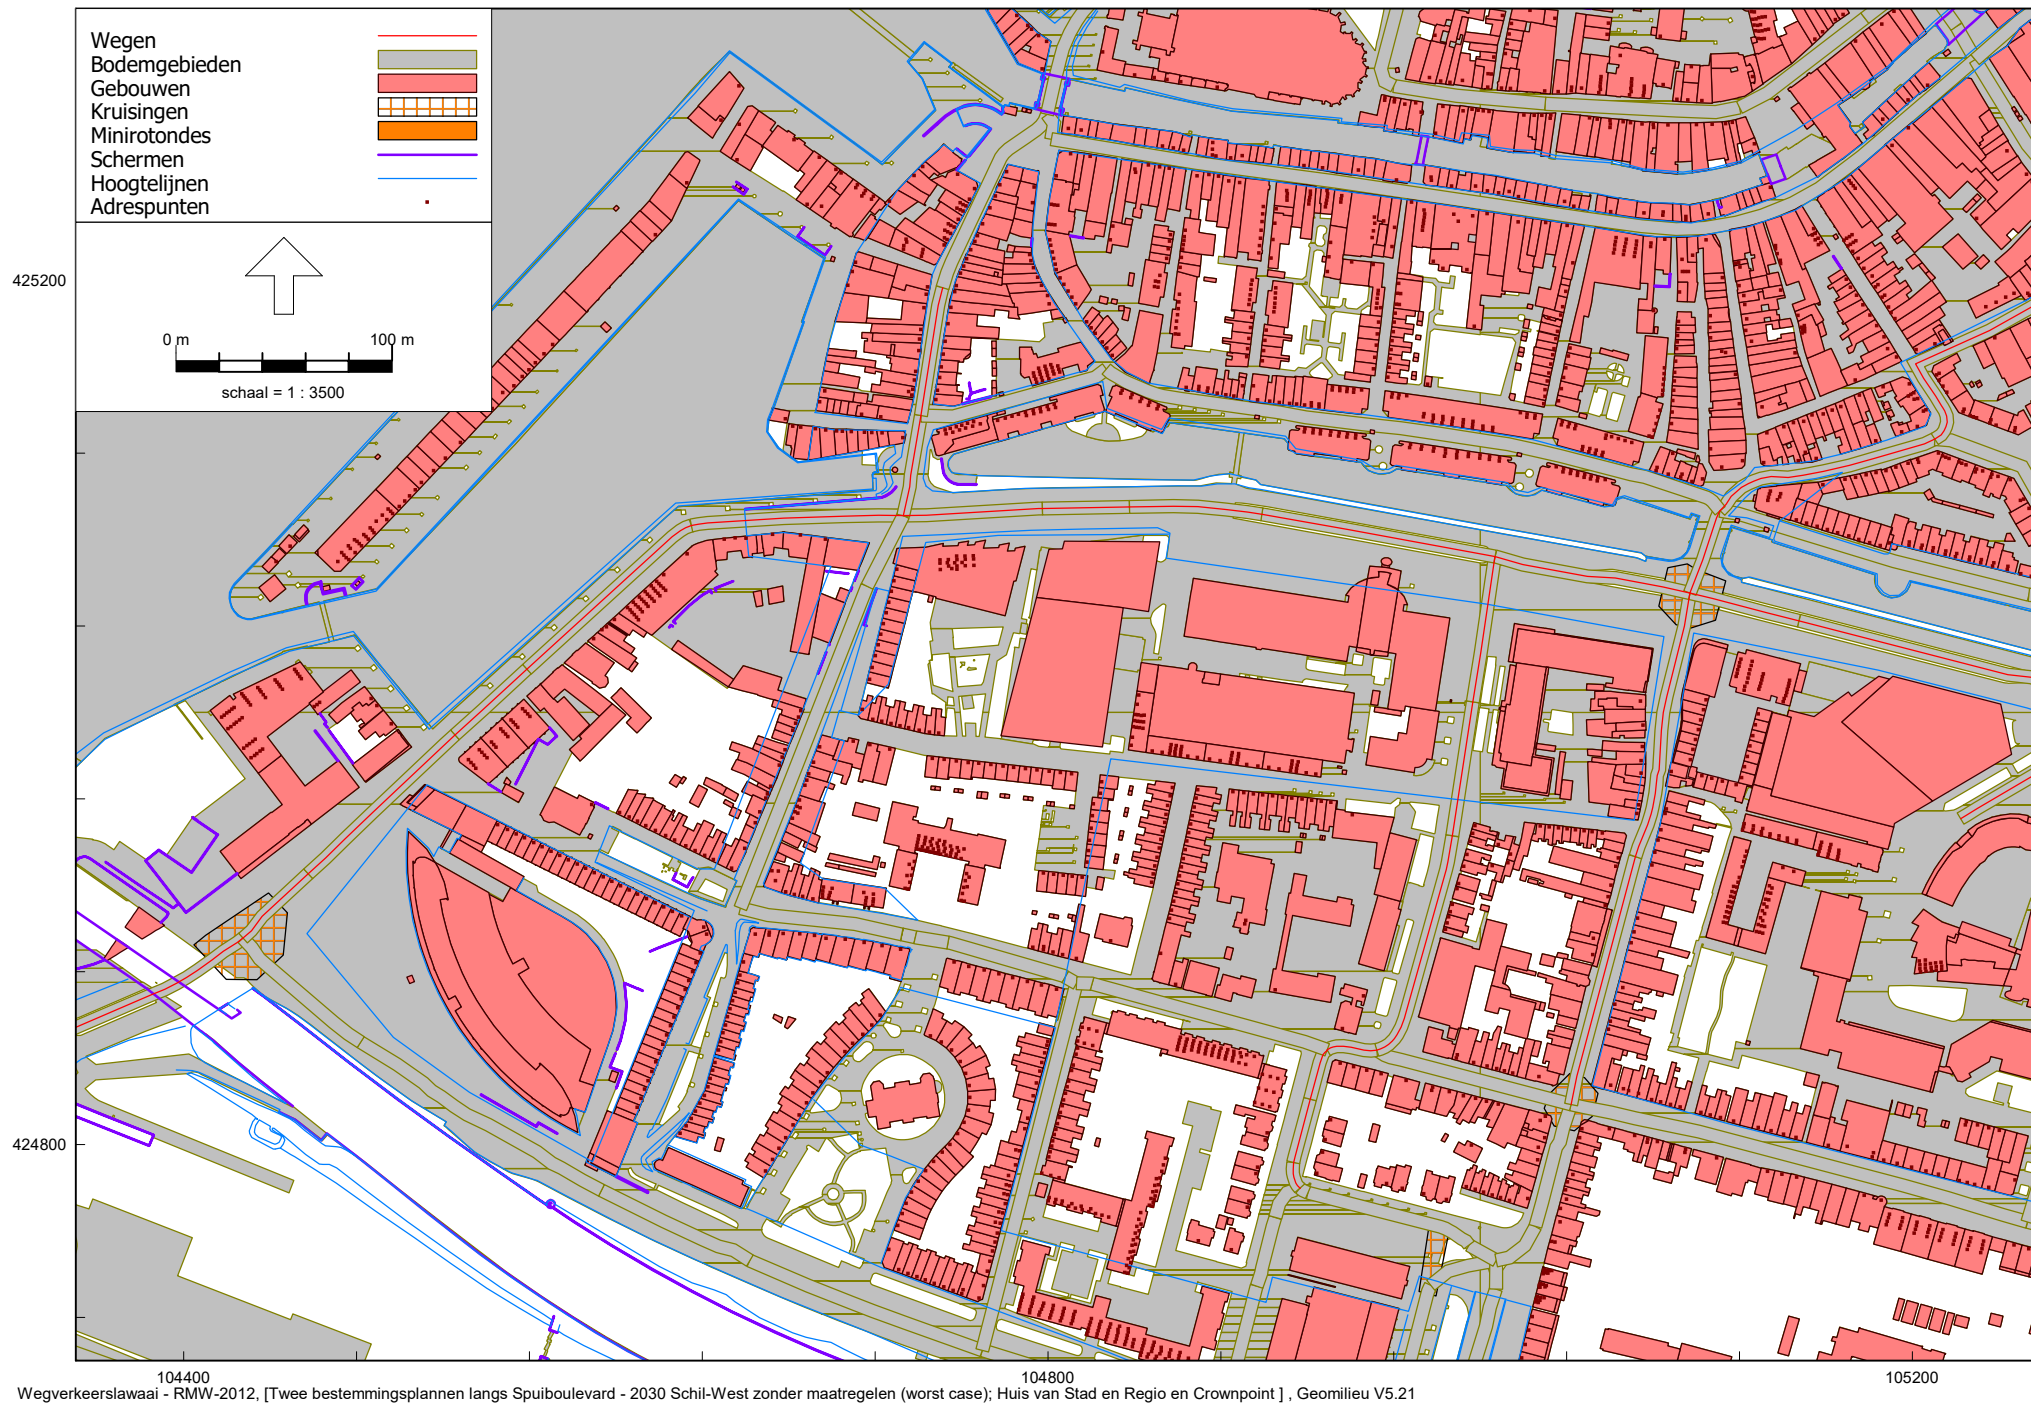 Wegen
Bodemgebieden
Gebouwen
Kruisingen
Minirotondes
Schermen
Hoogtelijnen
Adrespunten
0 m 100 m
schaal = 1 : 3500
425200
424800
104400 104800 105200
Wegverkeerslawaai - RMW-2012, [Twee bestemmingsplannen langs Spuiboulevard - 2030 Schil-West zonder maatregelen (worst case); Huis van Stad en Regio en Crownpoint ] , Geomilieu V5.21